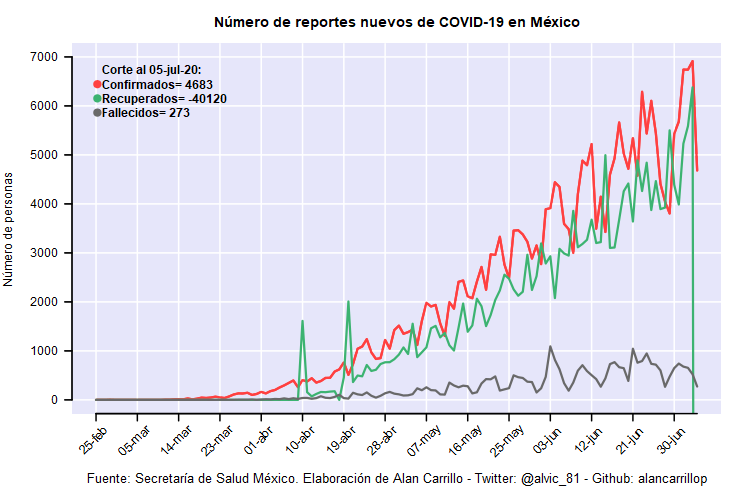 Número de reportes nuevos de COVID-19 en México
Corte al 05-jul-20:
Confirmados= 4683
Recuperados= -40120
Fallecidos= 273
Número de personas
7000
6000
5000
4000
3000
2000
1000
0
25-feb
05-mar
14-mar
23-mar
01-abr
10-abr
19-abr
28-abr
07-may
16-may
25-may
03-jun
12-jun
21-jun
30-jun
Fuente: Secretaría de Salud México. Elaboración de Alan Carrillo - Twitter: @alvic_81 - Github: alancarrillop